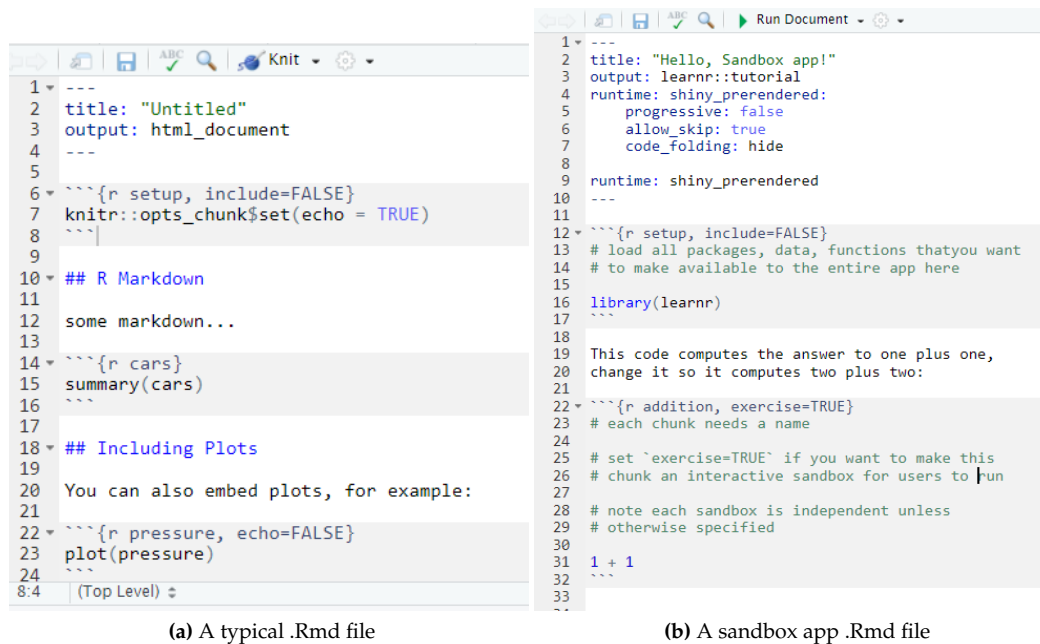 Knit
1 ---
2 title: "Untitled"
3 output: html_document
4 ---
5
6 ```{r setup, include=FALSE}
7 knitr::opts_chunk$set(echo = TRUE)
8 ```
9
10 ## R Markdown
11
12 some markdown...
13
14 ```{r cars}
15 summary(cars)
16 ```
17
18 ## Including Plots
19
20 You can also embed plots, for example:
21
22 ```{r pressure, echo=FALSE}
23 plot(pressure)
24 ```
8:4 (Top Level)
(a) A typical .Rmd file
ABC Run Document
1 ---
2 title: "Hello, Sandbox app!"
3 output: learnr::tutorial
4 runtime: shiny_prerendered:
5     progressive: false
6     allow_skip: true
7     code_folding: hide
8
9 runtime: shiny_prerendered
10 ---
11
12 ```{r setup, include=FALSE}
13 # load all packages, data, functions thatyou want
14 # to make available to the entire app here
15
16 library(learnr)
17 ```
18
19 This code computes the answer to one plus one,
20 change it so it computes two plus two:
21
22 ```{r addition, exercise=TRUE}
23 # each chunk needs a name
24
25 # set `exercise=TRUE` if you want to make this
26 # chunk an interactive sandbox for users to run
27
28 # note each sandbox is independent unless
29 # otherwise specified
30
31 1 + 1
32 ```
33
(b) A sandbox app .Rmd file